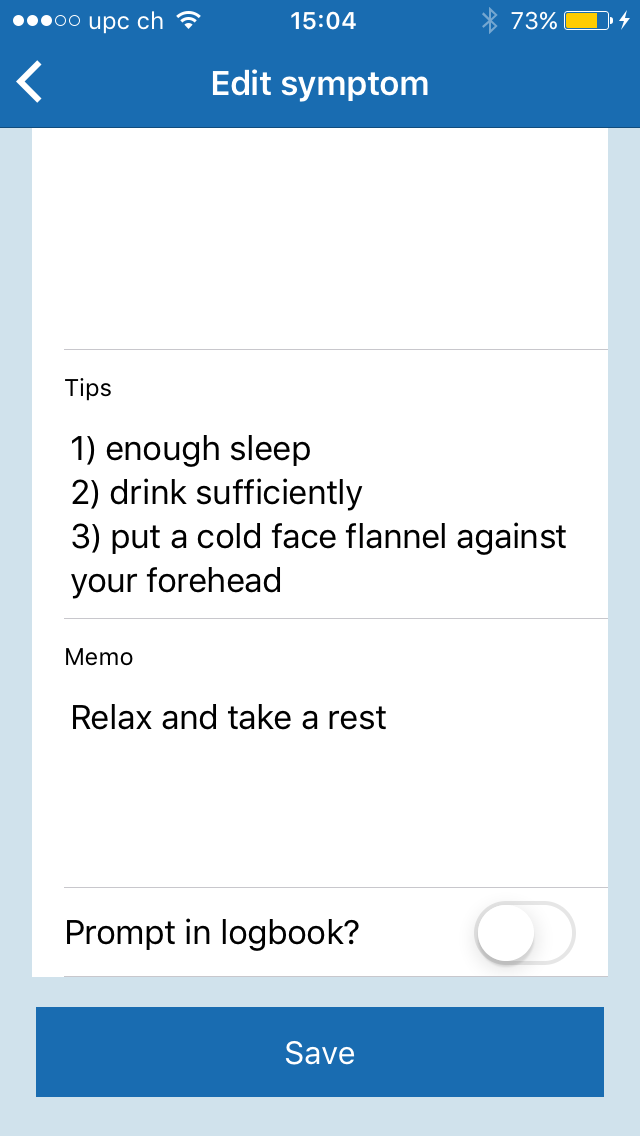 upc ch 15:04 73%
Edit symptom
Tips
1) enough sleep
2) drink sufficiently
3) put a cold face flannel against
your forehead
Memo
Relax and take a rest
Prompt in logbook?
Save